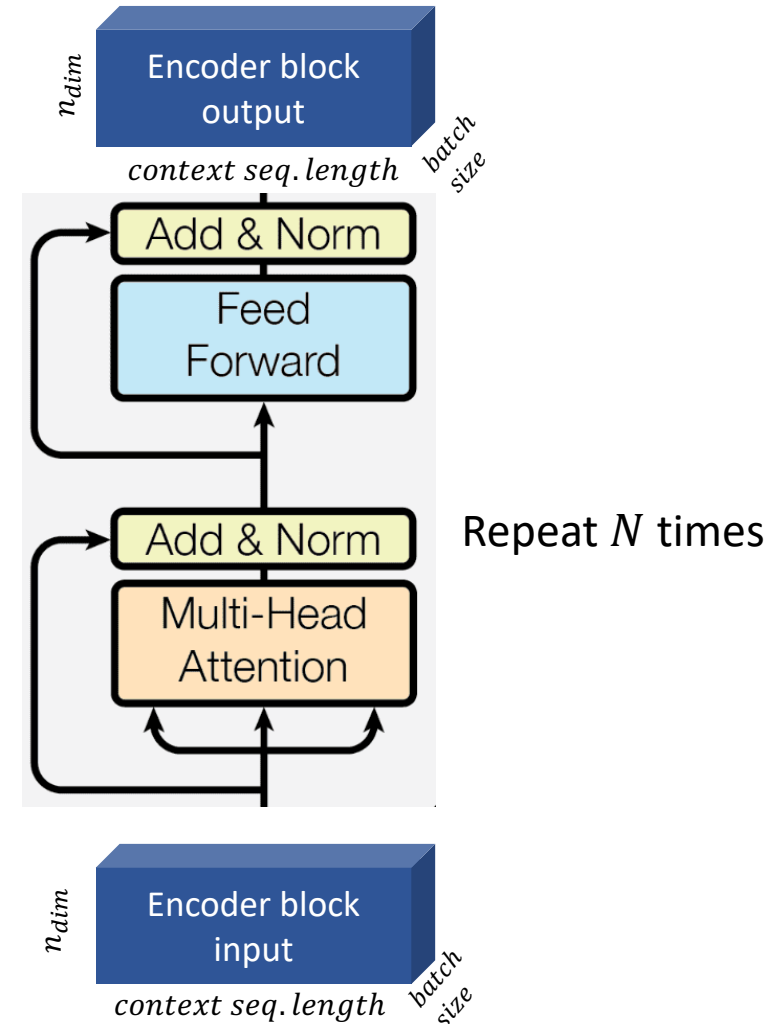 n_dim
Encoder block
output
context seq. length
batch
size
Add & Norm
Feed
Forward
Add & Norm
Multi-Head
Attention
Repeat N times
n_dim
Encoder block
input
context seq. length
batch
size